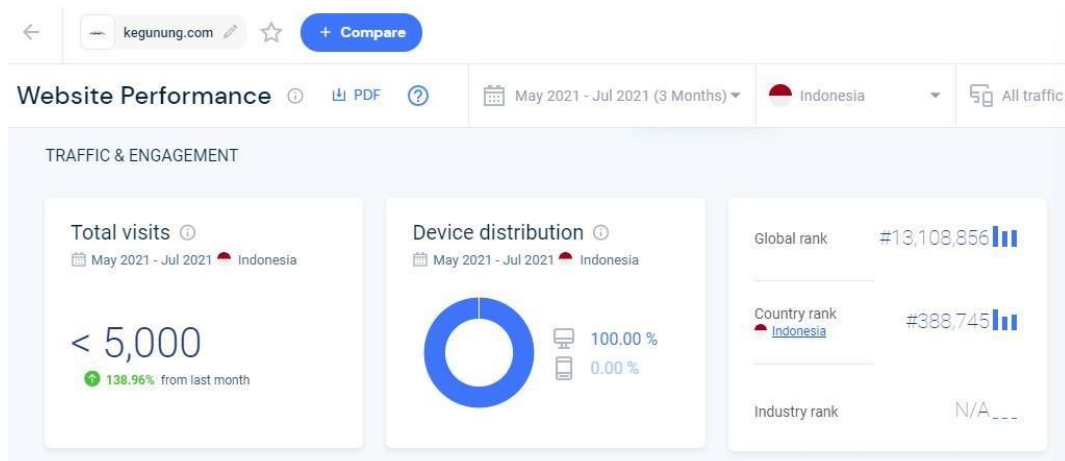 kegunung.com
+ Compare
Website Performance
PDF
May 2021 - Jul 2021 (3 Months)
Indonesia
All traffic
TRAFFIC & ENGAGEMENT
Total visits
May 2021 - Jul 2021 Indonesia
< 5,000
138.96% from last month
Device distribution
May 2021 - Jul 2021 Indonesia
100.00 %
0.00 %
Global rank #13,108,856
Country rank #388,745
Indonesia
Industry rank N/A